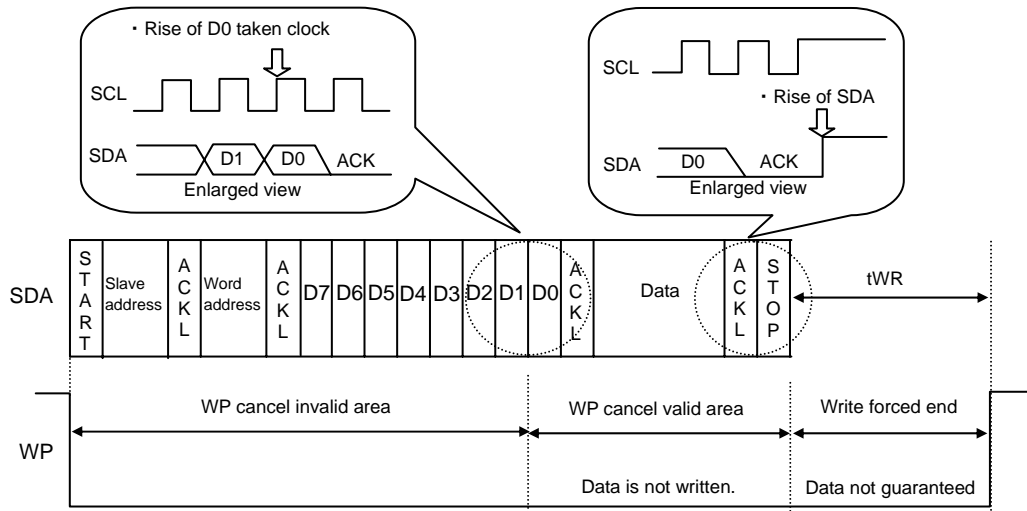 ・Rise of D0 taken clock
SCL
SDA
D1
D0
ACK
Enlarged view
SCL
・Rise of SDA
SDA
D0
ACK
Enlarged view
SDA
START
Slave address
ACKL
Word address
ACKL
D7
D6
D5
D4
D3
D2
D1
D0
ACKL
Data
ACKL
STOP
tWR
WP
WP cancel invalid area
WP cancel valid area
Write forced end
Data is not written.
Data not guaranteed